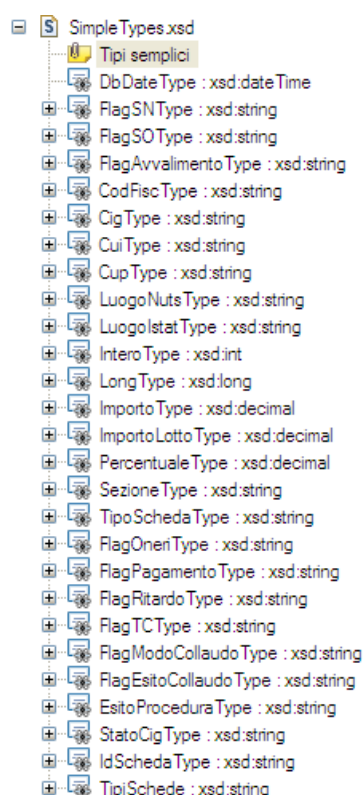 SimpleTypes.xsd
Tipi semplici
DbDateType : xsd:dateTime
FlagSNType : xsd:string
FlagSOType : xsd:string
FlagAvvalimentoType : xsd:string
CodFiscType : xsd:string
CigType : xsd:string
CuiType : xsd:string
CupType : xsd:string
LuogoNutsType : xsd:string
LuogoIstatType : xsd:string
InteroType : xsd:int
LongType : xsd:long
ImportoType : xsd:decimal
ImportoLottoType : xsd:decimal
PercentualeType : xsd:decimal
SezioneType : xsd:string
TipoSchedaType : xsd:string
FlagOneriType : xsd:string
FlagPagamentoType : xsd:string
FlagRitardoType : xsd:string
FlagTCType : xsd:string
FlagModoCollaudoType : xsd:string
FlagEsitoCollaudoType : xsd:string
EsitoProceduraType : xsd:string
StatoCigType : xsd:string
IdSchedaType : xsd:string
TipiSchede : xsd:string